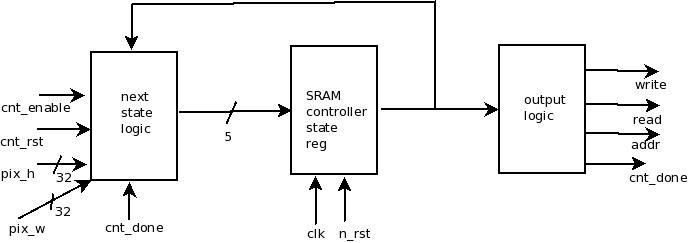 cnt_enable
cnt_rst
pix_h
32
pix_w
32
next
state
logic
cnt_done
5
SRAM
controller
state
reg
clk
n_rst
output
logic
write
read
addr
cnt_done